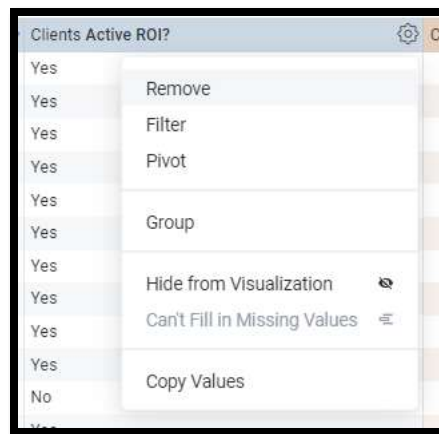 Clients Active ROI?
C
Yes
Yes
Yes
Yes
Yes
Yes
Yes
Yes
Yes
Yes
No
Remove
Filter
Pivot
Group
Hide from Visualization
Can't Fill in Missing Values
Copy Values